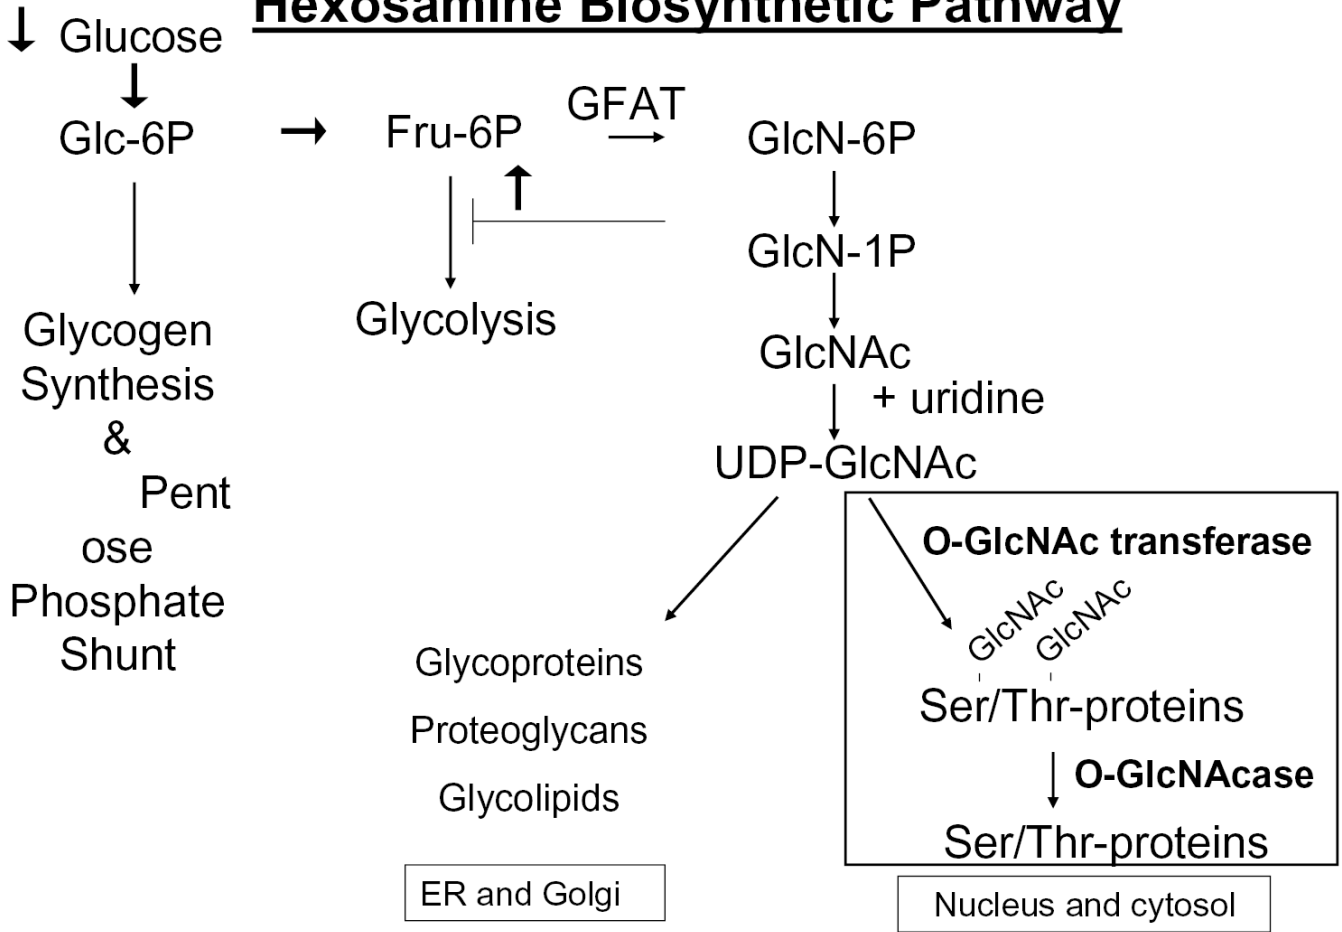 Hexosamine Biosynthetic Pathway
↓ Glucose
Glc-6P
Glycogen
Synthesis
&
Pent
ose
Phosphate
Shunt
Fru-6P
Glycolysis
GFAT
GlcN-6P
GlcN-1P
GlcNAc
+ uridine
UDP-GlcNAc
Glycoproteins
Proteoglycans
Glycolipids
ER and Golgi
O-GlcNAc transferase
GlcNAc
GlcNAc
Ser/Thr-proteins
O-GlcNAcase
Ser/Thr-proteins
Nucleus and cytosol